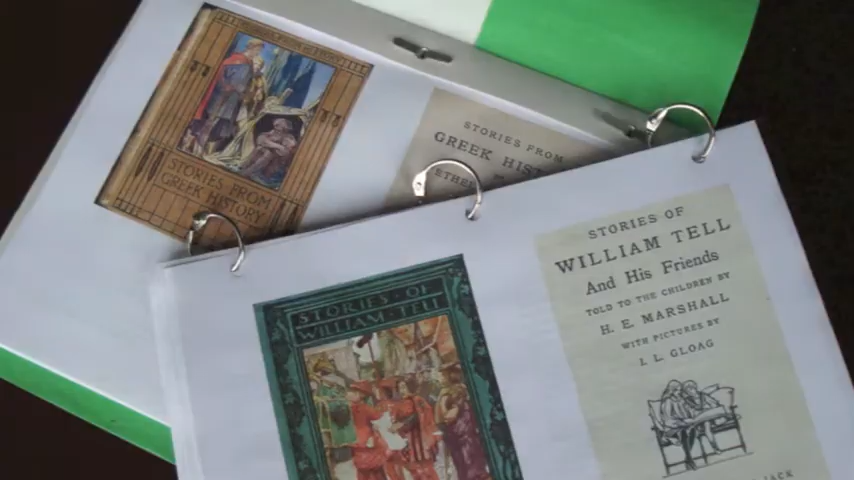 STORIES FROM
GREEK HISTORY
STORIES FROM
GREEK
STORIES OF
WILLIAM TELL
STORIES OF
WILLIAM TELL
And His Friends
TOLD TO THE CHILDREN BY
H. E. MARSHALL
WITH PICTURES BY
I. L. GLOAG
JACK